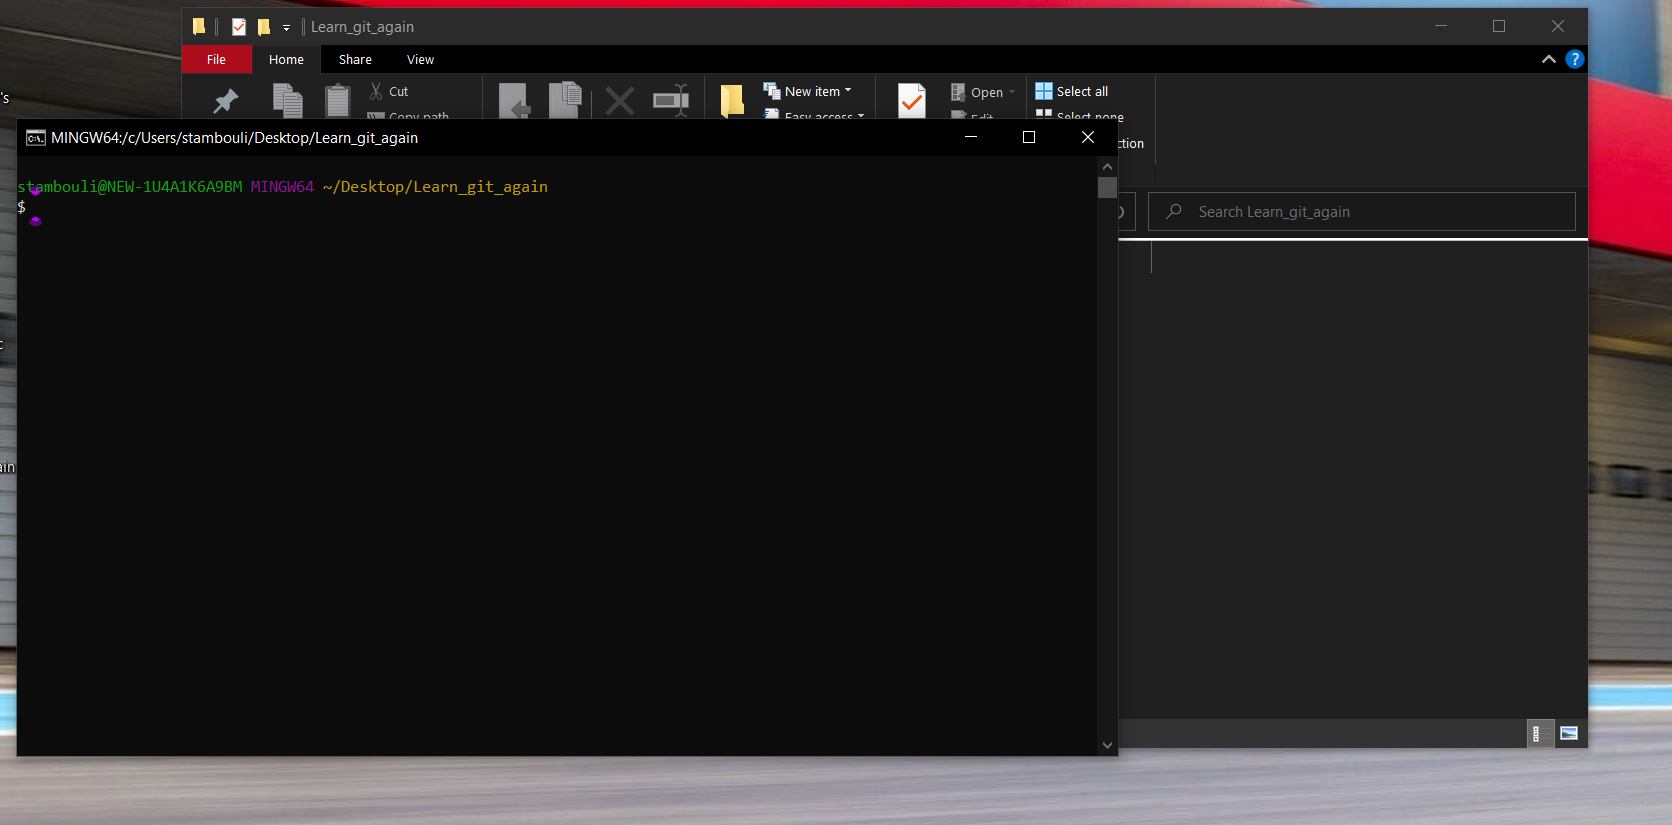 Learn_git_again
File Home Share View
's
Cut
New item
Open
Select all
Copy path
Easy access
Edit
Select none
MINGW64:/c/Users/stambouli/Desktop/Learn_git_again
ction
stambouli@NEW-1U4A1K6A9BM MINGW64 ~/Desktop/Learn_git_again
$
Search Learn_git_again
c
ain